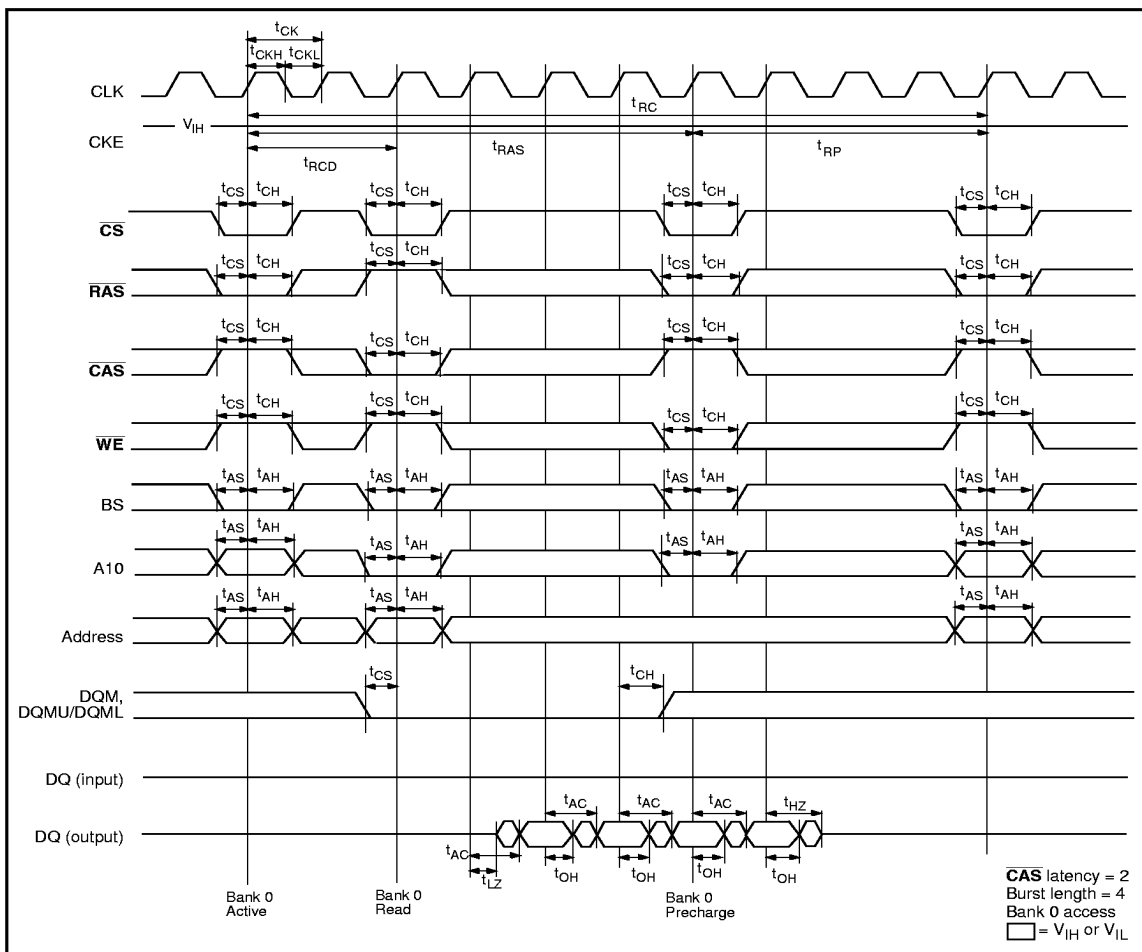 tCK
tCKH tCKL
CLK
tRC
VIH
CKE
tRAS tRP
tRCD
tCS tCH tCS tCH tCS tCH tCS tCH
CS
tCS tCH tCS tCH tCS tCH tCS tCH
RAS
tCS tCH tCS tCH tCS tCH tCS tCH
CAS
tCS tCH tCS tCH tCS tCH tCS tCH
WE
tAS tAH tAS tAH tAS tAH tAS tAH
BS
tAS tAH tAS tAH tAS tAH tAS tAH
A10
tAS tAH tAS tAH tAS tAH
Address
tCS tCH
DQM,
DQMU/DQML
DQ (input)
tAC tAC tAC tHZ
DQ (output)
tAC
tLZ tOH tOH tOH tOH
Bank 0
Active
Bank 0
Read
Bank 0
Precharge
CAS latency = 2
Burst length = 4
Bank 0 access
= VIH or VIL